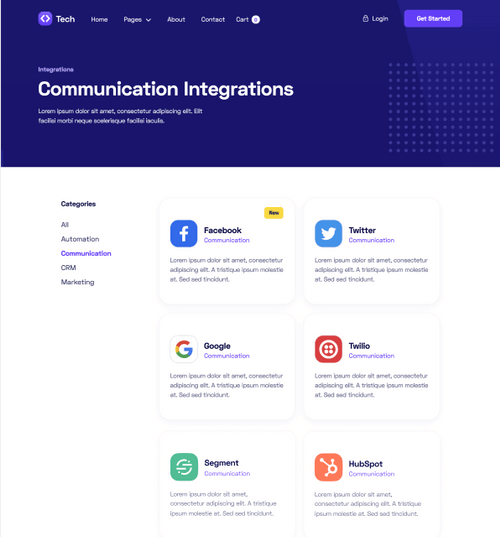 Tech
Home
Pages
About
Contact
Cart 0
Login
Get Started
Integrations
Communication Integrations
Lorem ipsum dolor sit amet, consectetur adipiscing elit. Elit
facilisi morbi neque scelerisque facilisi iaculis.
Categories
All
Automation
Communication
CRM
Marketing
New
Facebook
Communication
Lorem ipsum dolor sit amet, consectetur
adipiscing elit. A tristique ipsum molestie
at. Sed sed tincidunt.
Twitter
Communication
Lorem ipsum dolor sit amet, consectetur
adipiscing elit. A tristique ipsum molestie
at. Sed sed tincidunt.
Google
Communication
Lorem ipsum dolor sit amet, consectetur
adipiscing elit. A tristique ipsum molestie
at. Sed sed tincidunt.
Twilio
Communication
Lorem ipsum dolor sit amet, consectetur
adipiscing elit. A tristique ipsum molestie
at. Sed sed tincidunt.
Segment
Communication
Lorem ipsum dolor sit amet,
consectetur adipiscing elit. A tristique
ipsum molestie at. Sed sed tincidunt.
HubSpot
Communication
Lorem ipsum dolor sit amet,
consectetur adipiscing elit. A tristique
ipsum molestie at. Sed sed tincidunt.